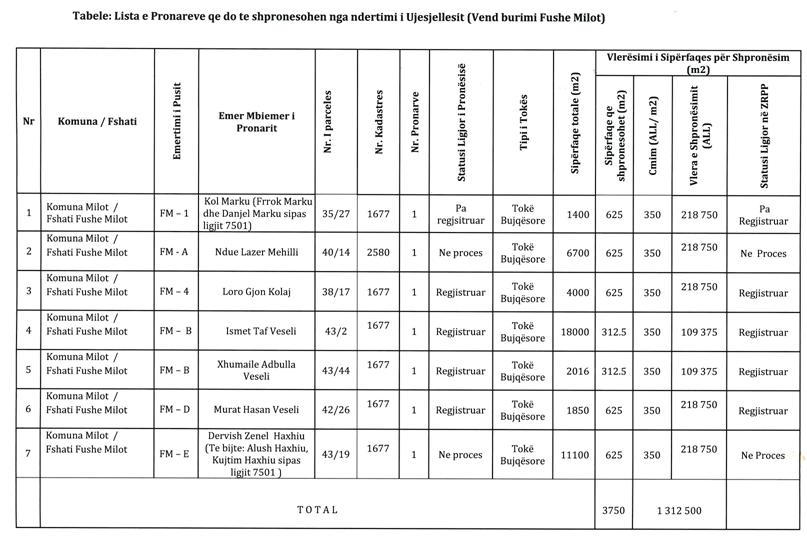 Tabele: Lista e Pronareve qe do te shpronesohen nga ndertimi i Ujesjellesit (Vend burimi Fushe Milot)
Nr
Komuna / Fshati
Emertimi i Pusit
Emer Mbiemer i
Pronarit
Nr. I parceles
Nr. Kadastres
Nr. Pronarve
Statusi Ligjor i Pronësisë
Tipi i Tokës
Sipërfaqe totale (m2)
Vlerësimi i Sipërfaqes për Shpronësim
(m2)
Sipërfaqe qe
shpronesohet (m2)
Cmim (ALL/ m2)
Vlera e Shpronësimit
(ALL)
Statusi Ligjor në ZRPP
1
Komuna Milot /
Fshati Fushe Milot
FM – 1
Kol Marku (Frrok Marku
dhe Danjel Marku sipas
ligjit 7501)
35/27
1677
1
Pa
regjsitruar
Tokë
Bujqësore
1400
625
350
218 750
Pa
Regjistruar
2
Komuna Milot /
Fshati Fushe Milot
FM - A
Ndue Lazer Mehilli
40/14
2580
1
Ne proces
Tokë
Bujqësore
6700
625
350
218 750
Ne Proces
3
Komuna Milot /
Fshati Fushe Milot
FM – 4
Loro Gjon Kolaj
38/17
1677
1
Regjistruar
Tokë
Bujqësore
4000
625
350
218 750
Regjistruar
4
Komuna Milot /
Fshati Fushe Milot
FM – B
Ismet Taf Veseli
43/2
1677
1
Regjistruar
Tokë
Bujqësore
18000
312.5
350
109 375
Regjistruar
5
Komuna Milot /
Fshati Fushe Milot
FM – B
Xhumaile Adbulla
Veseli
43/44
1677
1
Regjistruar
Tokë
Bujqësore
2016
312.5
350
109 375
Regjistruar
6
Komuna Milot /
Fshati Fushe Milot
FM – D
Murat Hasan Veseli
42/26
1677
1
Regjistruar
Tokë
Bujqësore
1850
625
350
218 750
Regjistruar
7
Komuna Milot /
Fshati Fushe Milot
FM – E
Dervish Zenel Haxhiu
(Te bijte: Alush Haxhiu,
Kujtim Haxhiu sipas
ligjit 7501 )
43/19
1677
1
Ne proces
Tokë
Bujqësore
11100
625
350
218 750
Ne Proces
T O T A L
3750
1 312 500